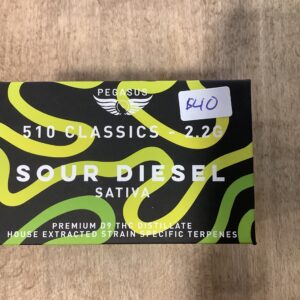 PEGASUS
$40
510 CLASSICS - 2.2G
SOUR DIESEL
SATIVA
PREMIUM D9 THC DISTILLATE
HOUSE EXTRACTED STRAIN SPECIFIC TERPENES